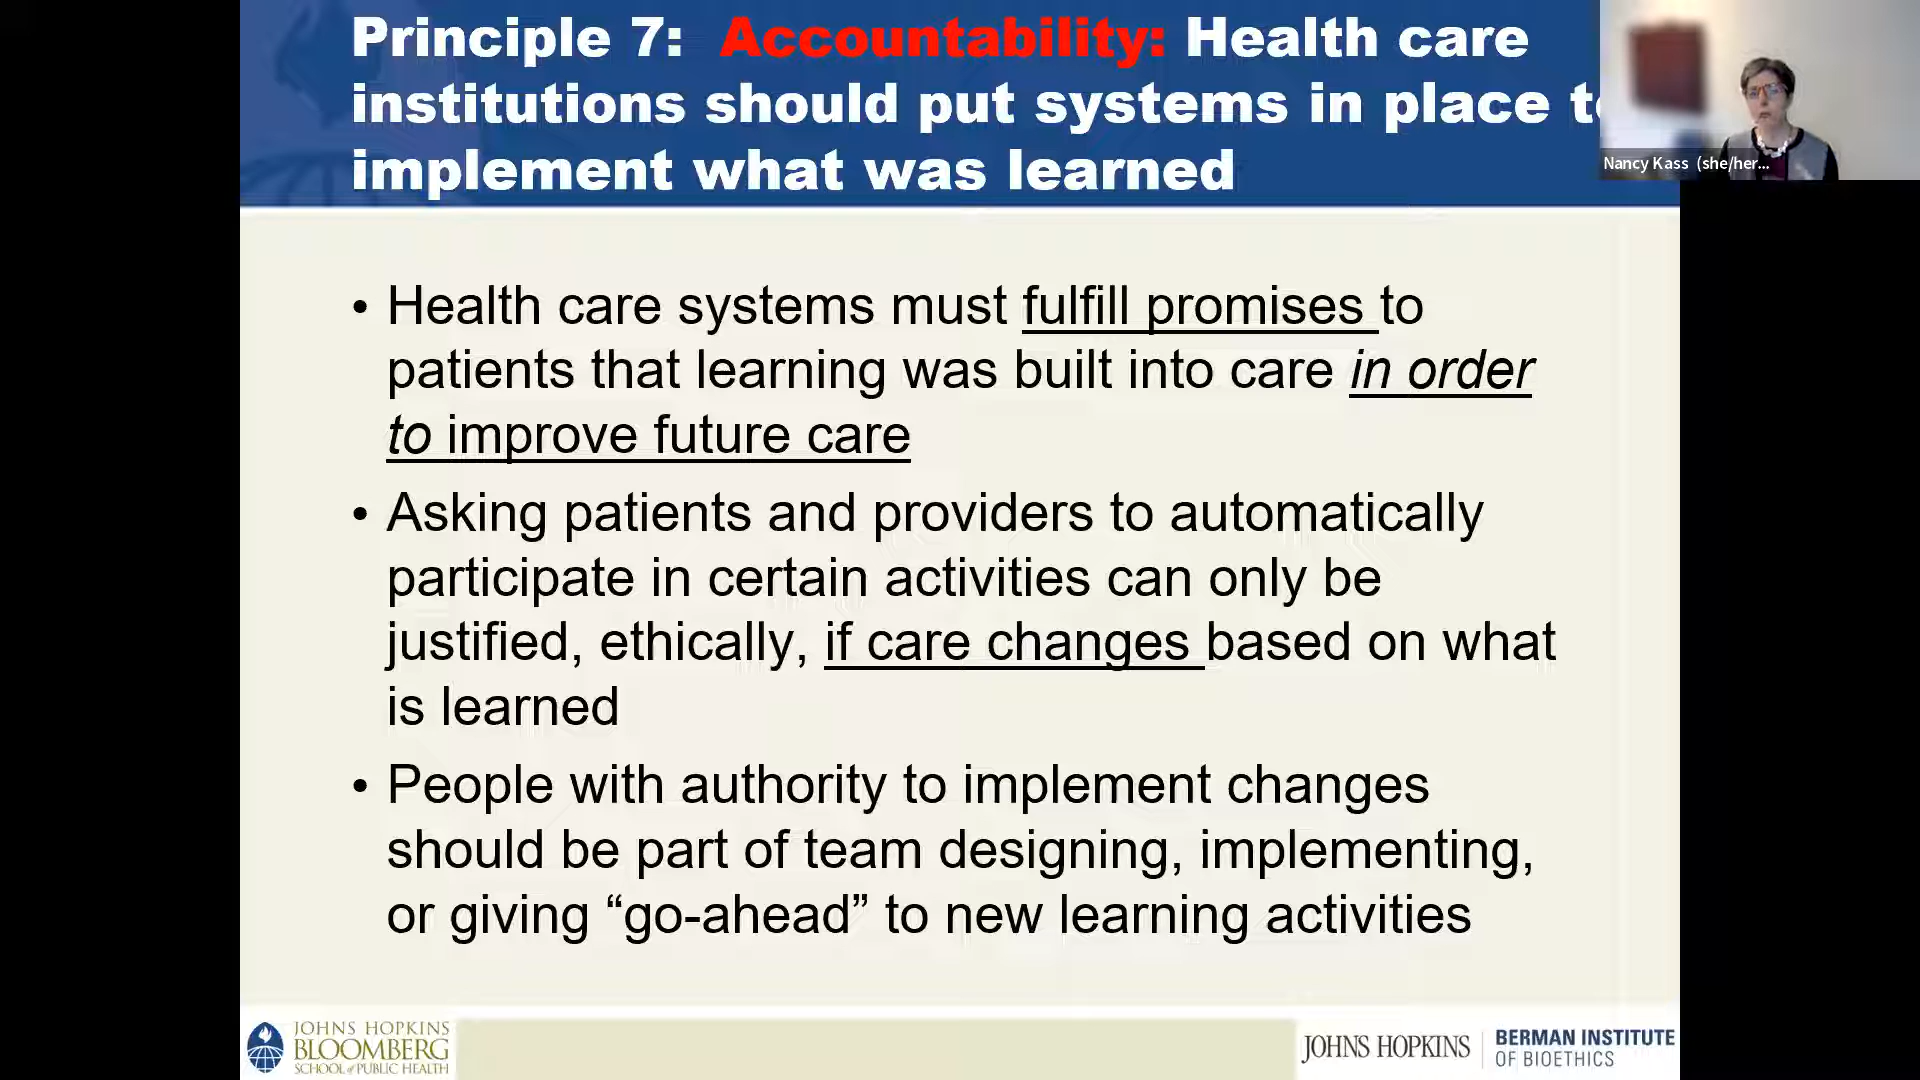 Principle 7: Accountability: Health care
institutions should put systems in place
implement what was learned
Nancy Kass (she/her...
• Health care systems must fulfill promises to
patients that learning was built into care in order
to improve future care
• Asking patients and providers to automatically
participate in certain activities can only be
justified, ethically, if care changes based on what
is learned
• People with authority to implement changes
should be part of team designing, implementing,
or giving “go-ahead” to new learning activities
JOHNS HOPKINS
BLOOMBERG
SCHOOL of PUBLIC HEALTH
JOHNS HOPKINS
BERMAN INSTITUTE
OF BIOETHICS